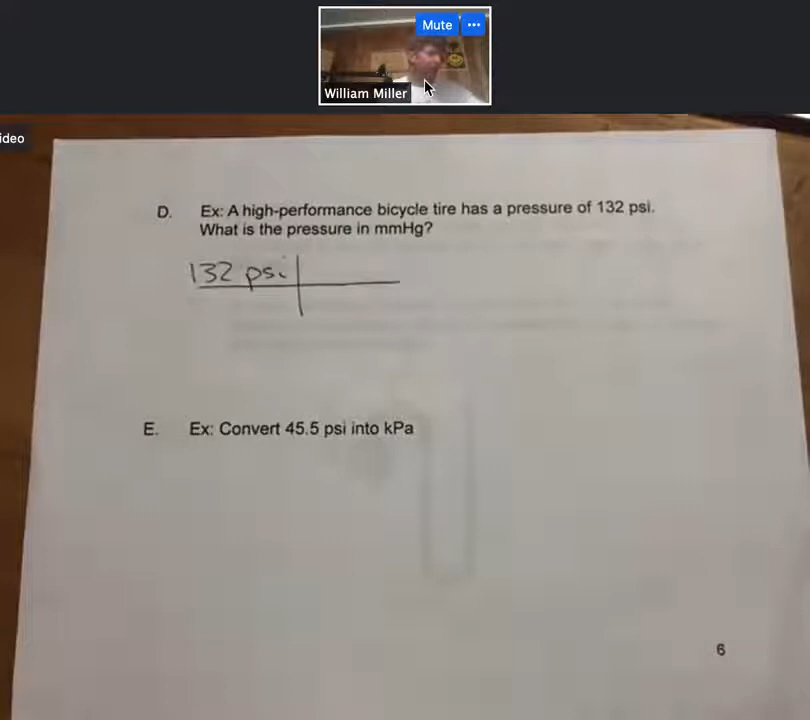 Mute
William Miller
ideo
D. Ex: A high-performance bicycle tire has a pressure of 132 psi.
What is the pressure in mmHg?
132 psi
E. Ex: Convert 45.5 psi into kPa
6